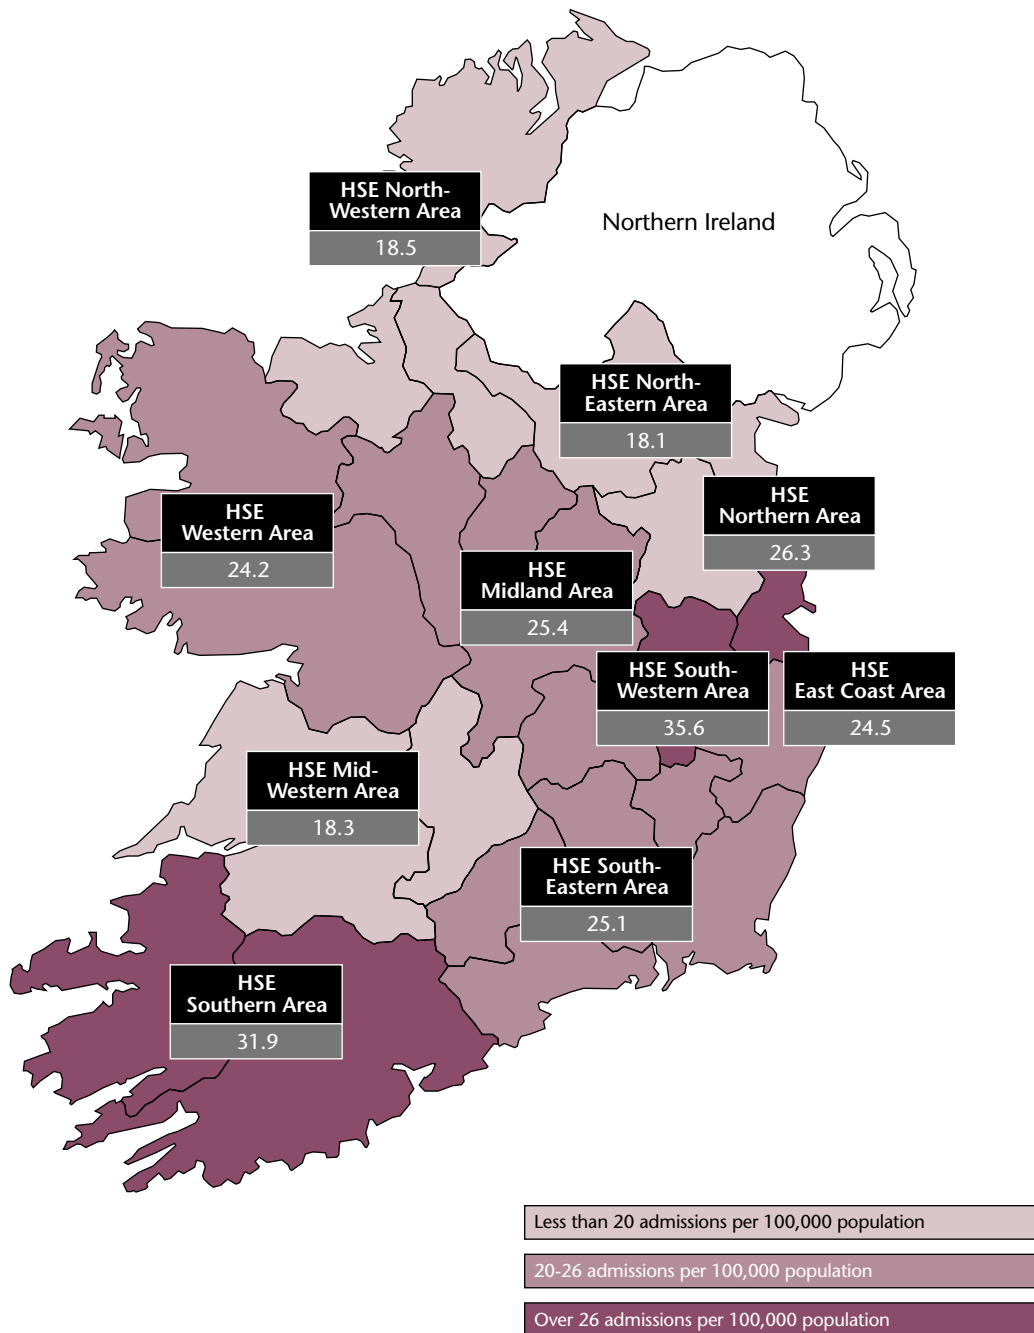 HSE North-
Western Area
18.5
Northern Ireland
HSE North-
Eastern Area
18.1
HSE
Northern Area
26.3
HSE
Western Area
24.2
HSE
Midland Area
25.4
HSE South-
Western Area
35.6
HSE
East Coast Area
24.5
HSE Mid-
Western Area
18.3
HSE South-
Eastern Area
25.1
HSE
Southern Area
31.9
Less than 20 admissions per 100,000 population
20-26 admissions per 100,000 population
Over 26 admissions per 100,000 population